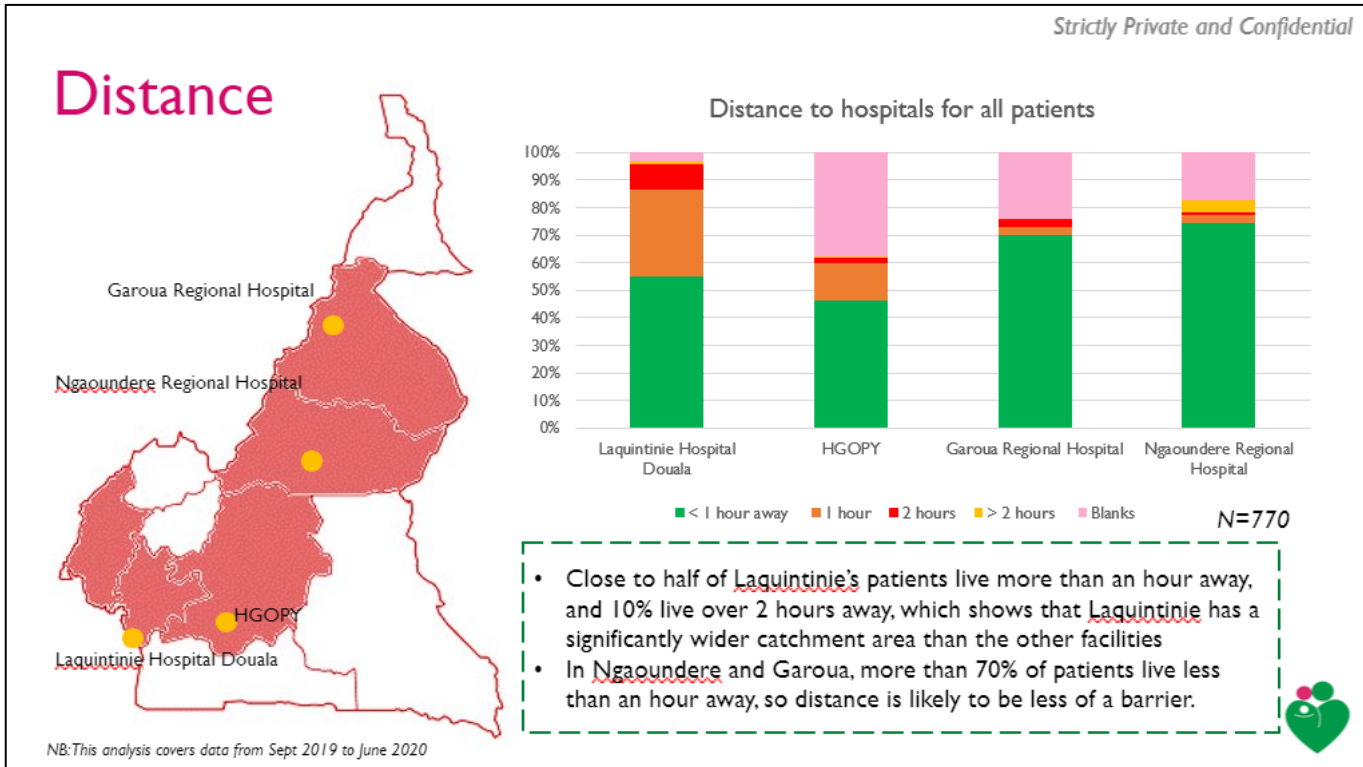 Strictly Private and Confidential
Distance
Garoua Regional Hospital
Ngaoundere Regional Hospital
HGOPY
Laquintinie Hospital Douala
NB:This analysis covers data from Sept 2019 to June 2020
Distance to hospitals for all patients
100%
90%
80%
70%
60%
50%
40%
30%
20%
10%
0%
Laquintinie Hospital
Douala
HGOPY
Garoua Regional Hospital
Ngaoundere Regional
Hospital
< 1 hour away
1 hour
2 hours
> 2 hours
Blanks
N=770
• Close to half of Laquintinie's patients live more than an hour away,
and 10% live over 2 hours away, which shows that Laquintinie has a
significantly wider catchment area than the other facilities
• In Ngaoundere and Garoua, more than 70% of patients live less
than an hour away, so distance is likely to be less of a barrier.